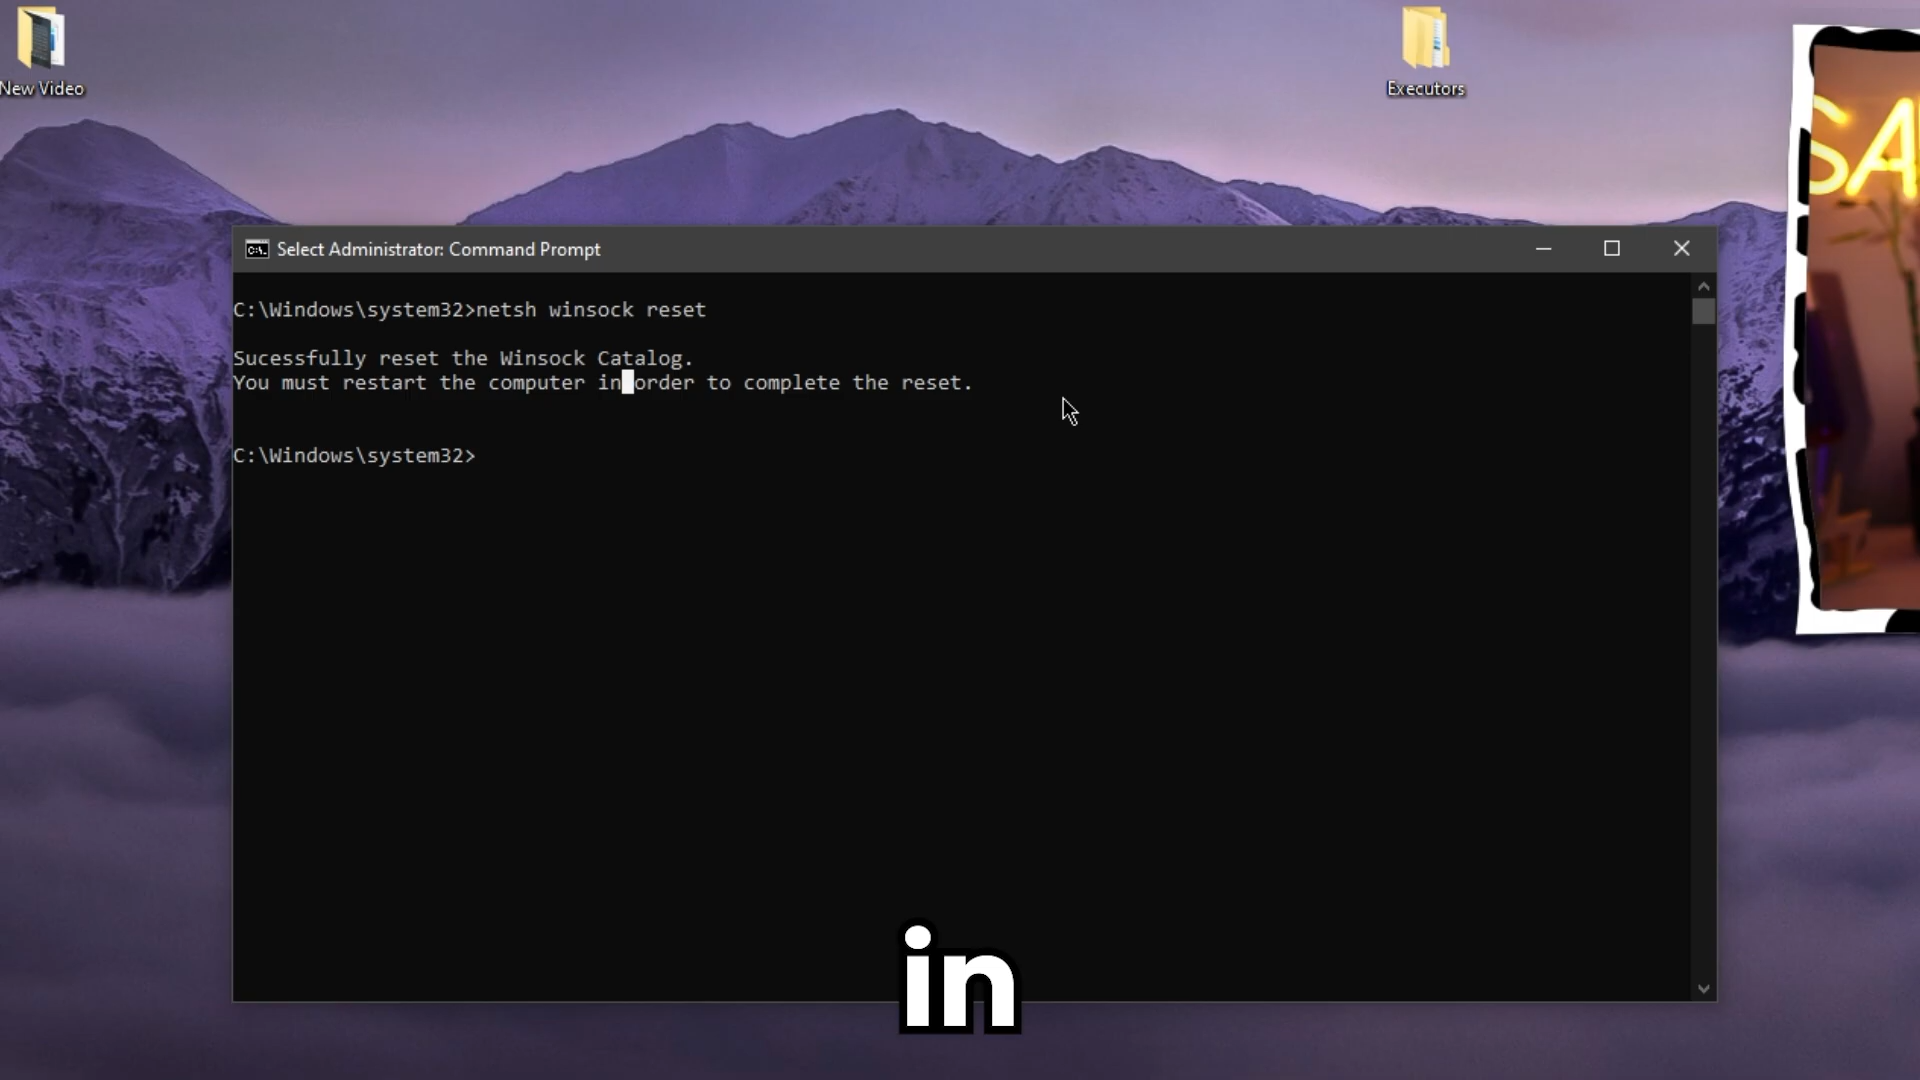 New Video
Executors
SA
Select Administrator: Command Prompt
C:\Windows\system32>netsh winsock reset
Sucessfully reset the Winsock Catalog.
You must restart the computer in order to complete the reset.
C:\Windows\system32>
in